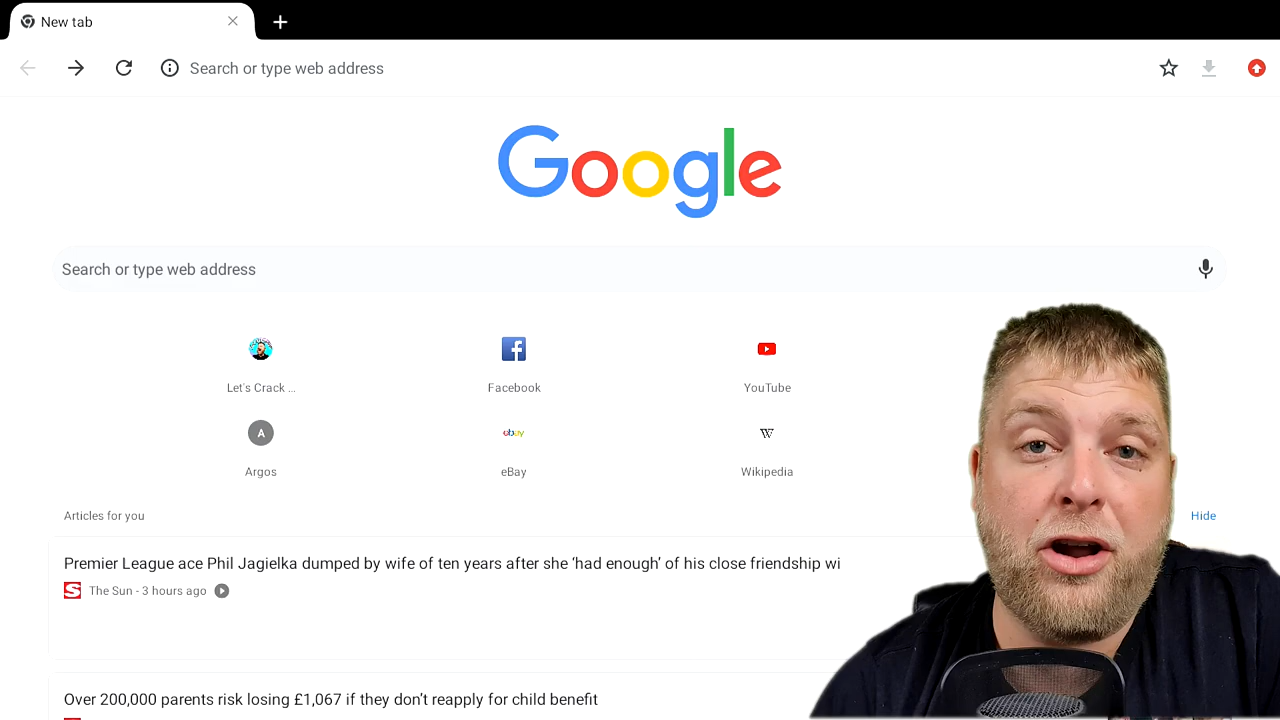 New tab
Search or type web address
Google
Search or type web address
Let's Crack ...
Facebook
YouTube
A
Argos
ebay
eBay
W
Wikipedia
Articles for you
Hide
Premier League ace Phil Jagielka dumped by wife of ten years after she ‘had enough’ of his close friendship wi
S
The Sun - 3 hours ago
Over 200,000 parents risk losing £1,067 if they don’t reapply for child benefit